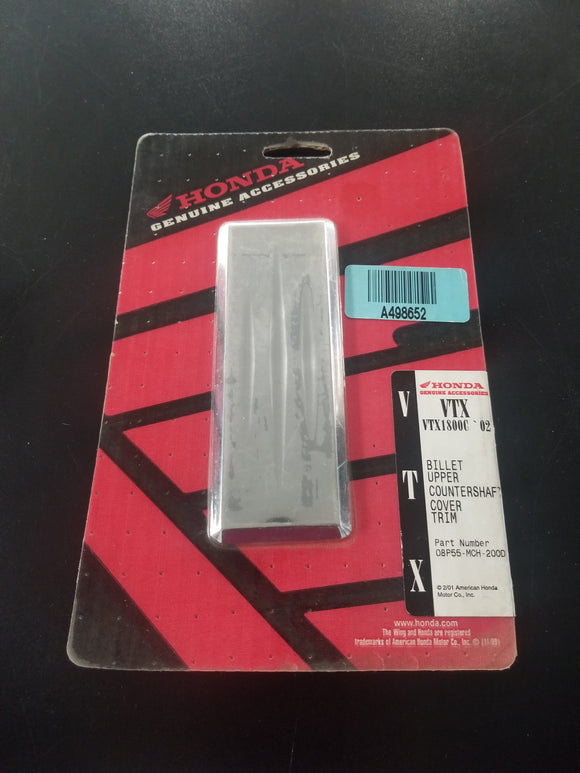 HONDA
GENUINE ACCESSORIES
A498652
HONDA
GENUINE ACCESSORIES
VTX
VTX1800C `02
V
T
X
BILLET
UPPER
COUNTERSHAFT
COVER
TRIM
Part Number
08P55-MCH-200D
© 2/01 American Honda
Motor Co., Inc.
www.honda.com
The Wing and Honda are registered
trademarks of American Honda Motor Co., Inc. © (11/99)